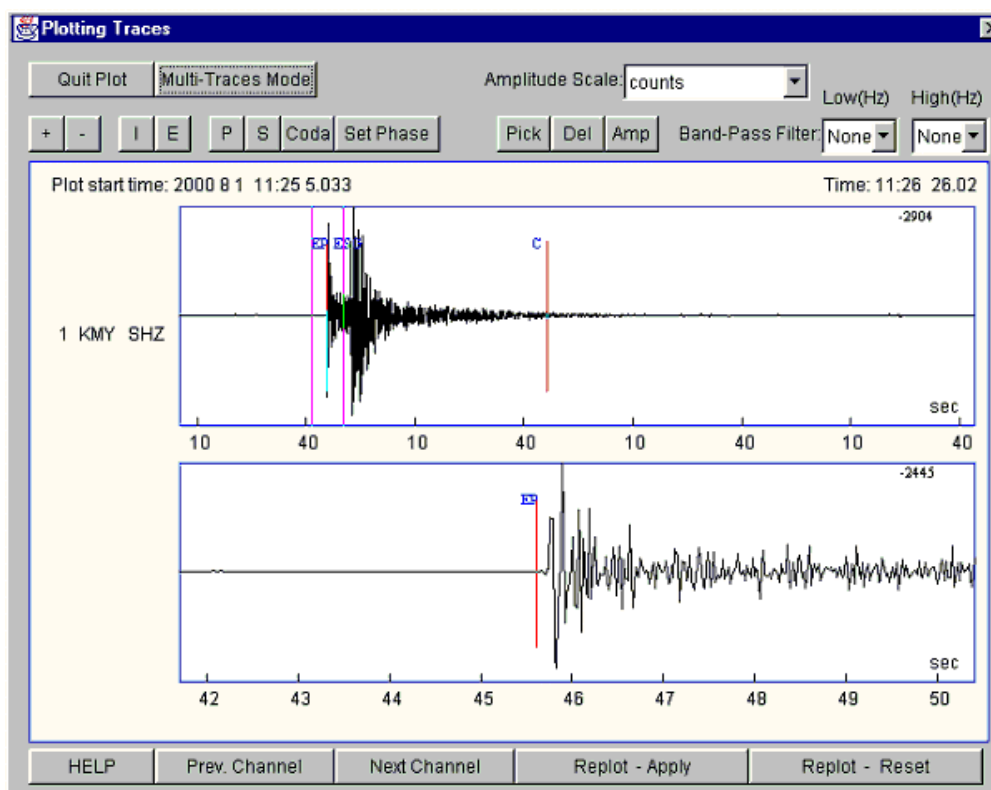 Plotting Traces
Quit Plot Multi-Traces Mode Amplitude Scale: counts
Low(Hz) High(Hz)
+ - I E P S Coda Set Phase Pick Del Amp Band-Pass Filter: None None
Plot start time: 2000 8 1 11:25 5.033 Time: 11:26 26.02
-2904
EP ES C
1 KMY SHZ
sec
10 40 10 40 10 40 10 40
-2445
EP
sec
42 43 44 45 46 47 48 49 50
HELP Prev. Channel Next Channel Replot - Apply Replot - Reset